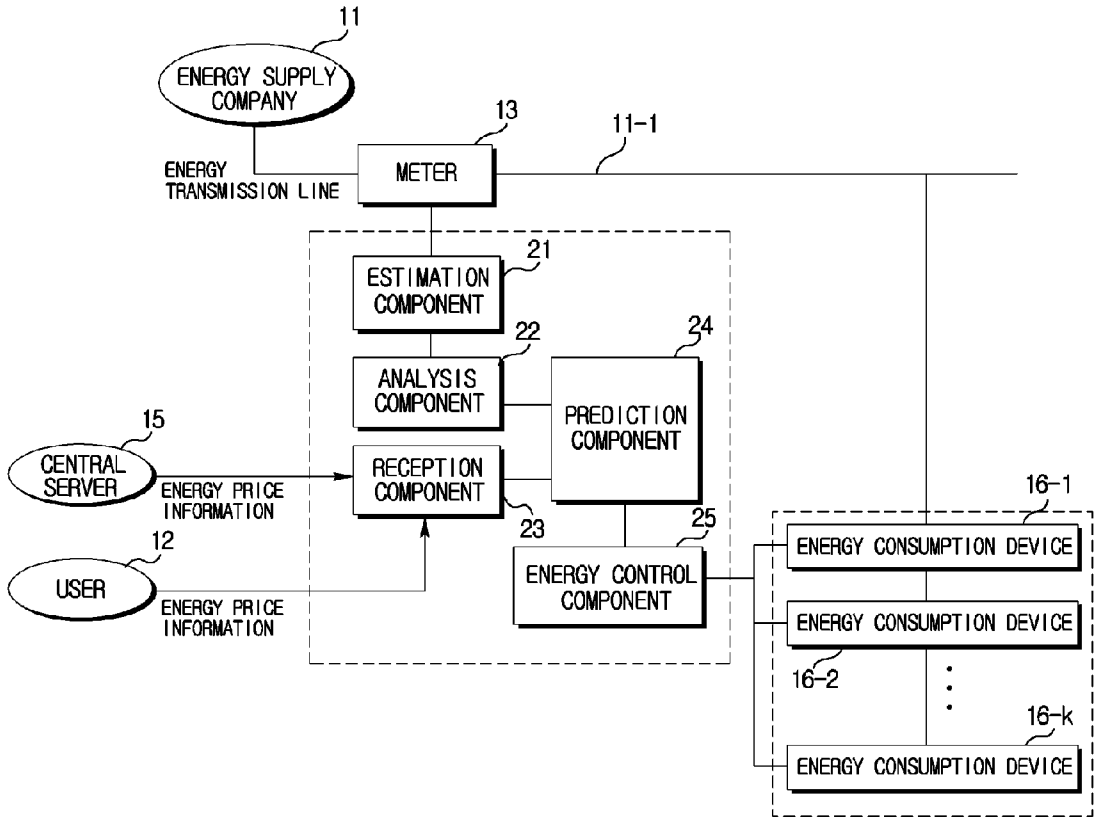 11
ENERGY SUPPLY
COMPANY
13
11-1
METER
ENERGY
TRANSMISSION LINE
21
ESTIMATION
COMPONENT
22
24
ANALYSIS
COMPONENT
PREDICTION
COMPONENT
15
CENTRAL
SERVER
ENERGY PRICE
INFORMATION
RECEPTION
COMPONENT
23
12
USER
ENERGY PRICE
INFORMATION
25
ENERGY CONTROL
COMPONENT
16-1
ENERGY CONSUMPTION DEVICE
ENERGY CONSUMPTION DEVICE
16-2
16-k
ENERGY CONSUMPTION DEVICE